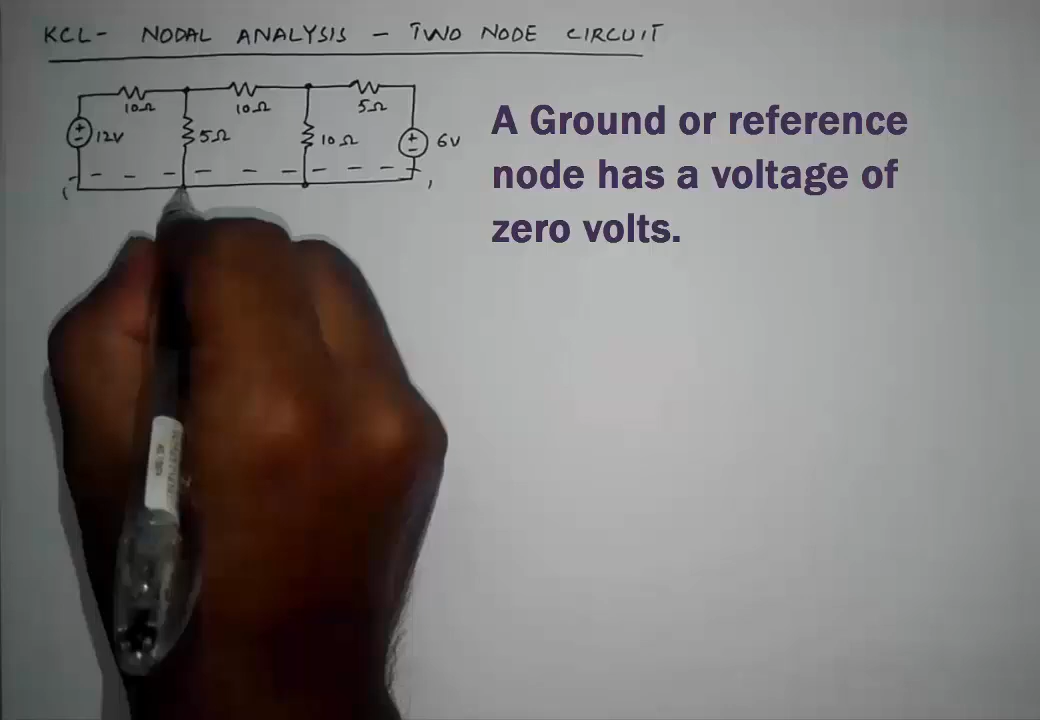 KCL- NODAL ANALYSIS - TWO NODE CIRCUIT
10Ω 10Ω 5Ω
12V 5Ω 10Ω 6V
A Ground or reference
node has a voltage of
zero volts.